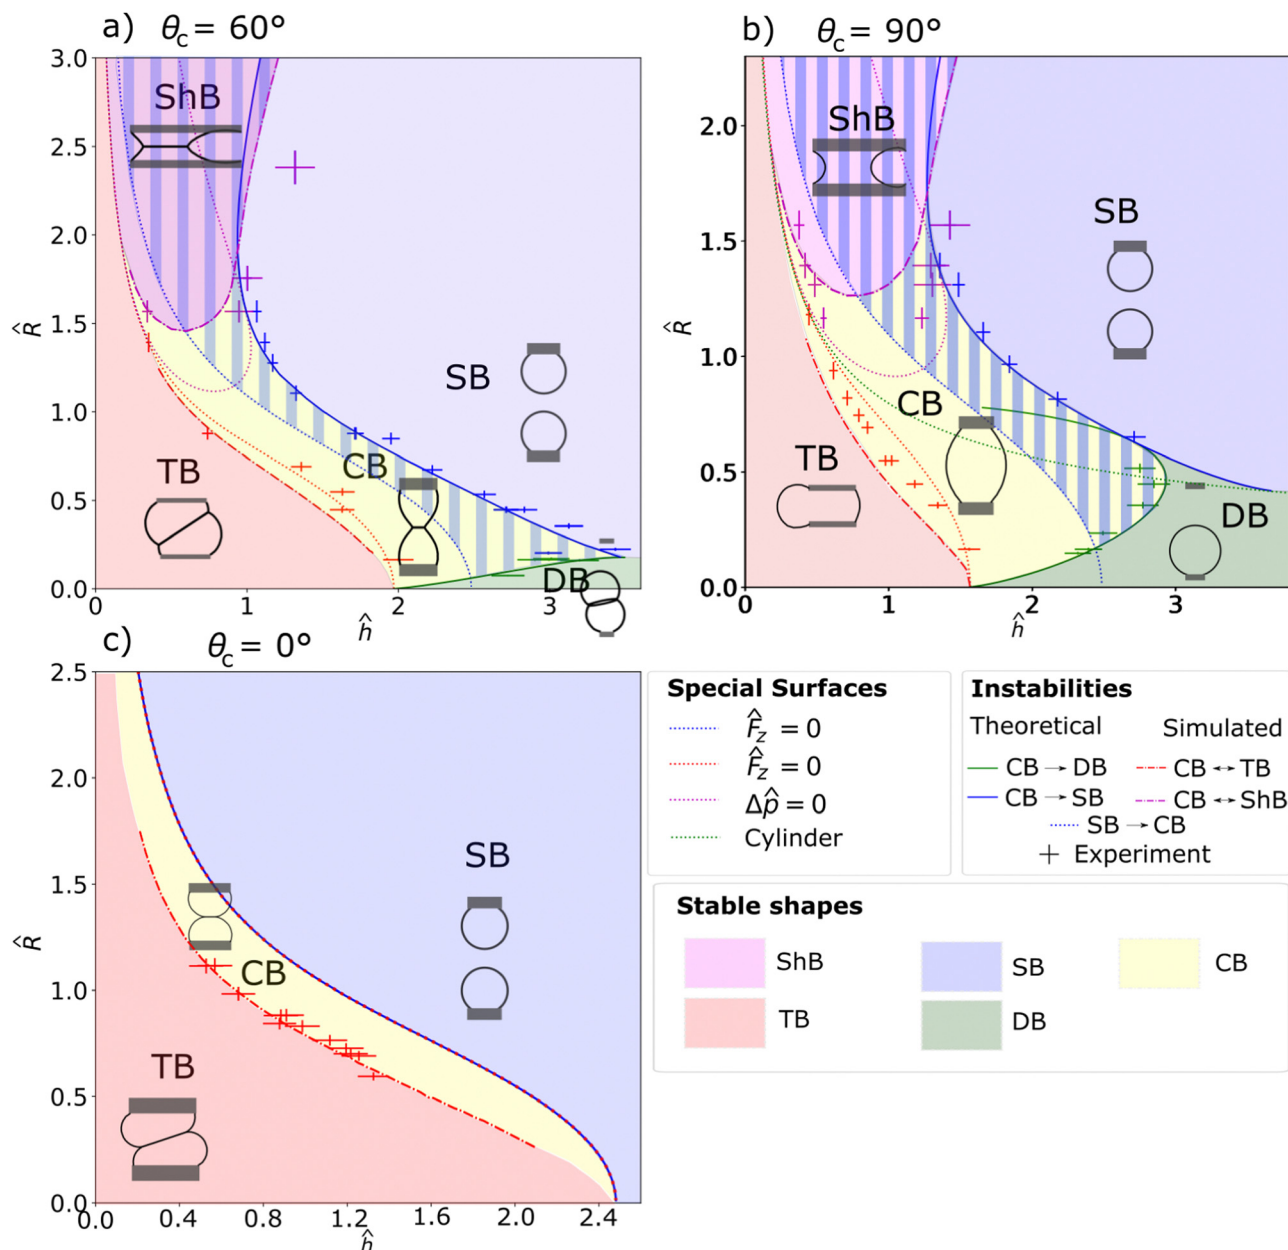 a) θc = 60°
3.0
2.5
2.0
1.5
1.0
0.5
0.0
R̂
0 1 2 3
ĥ
ShB
SB
CB
TB
DB
b) θc = 90°
2.0
1.5
1.0
0.5
0.0
R̂
0 1 2 3
ĥ
ShB
SB
CB
TB
DB
c) θc = 0°
2.5
2.0
1.5
1.0
0.5
0.0
R̂
0.0 0.4 0.8 1.2 1.6 2.0 2.4
ĥ
SB
CB
TB
Special Surfaces
F̂z = 0
F̂z = 0
Δp̂ = 0
Cylinder
Instabilities
Theoretical Simulated
CB → DB CB ↔ TB
CB → SB CB ↔ ShB
SB → CB
Experiment
Stable shapes
ShB SB CB
TB DB